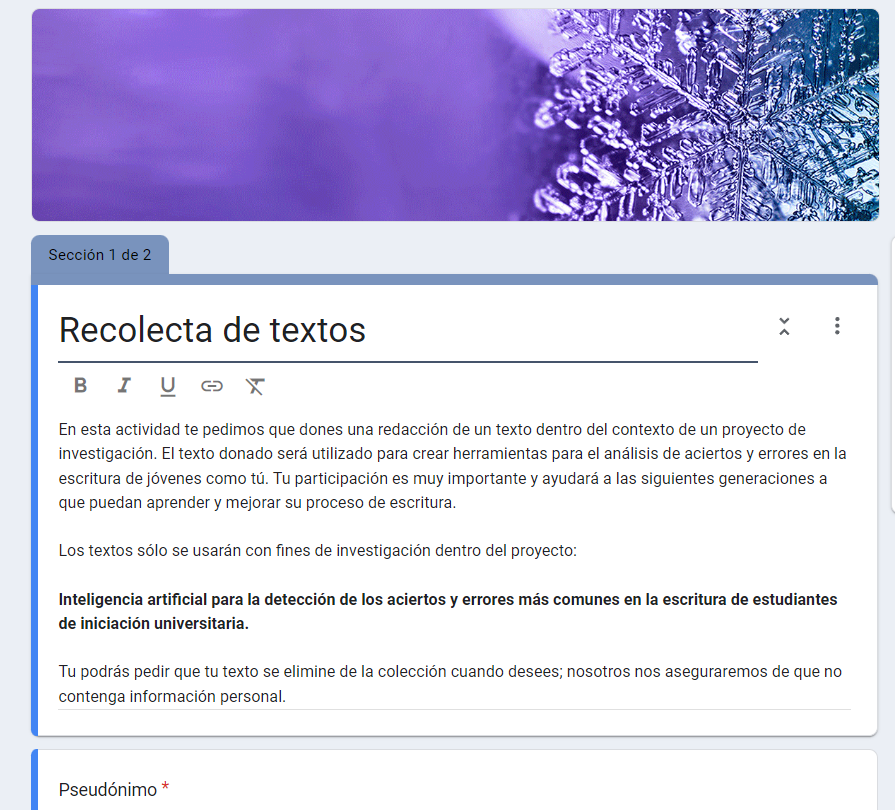 Sección 1 de 2
Recolecta de textos
B I U
En esta actividad te pedimos que dones una redacción de un texto dentro del contexto de un proyecto de
investigación. El texto donado será utilizado para crear herramientas para el análisis de aciertos y errores en la
escritura de jóvenes como tú. Tu participación es muy importante y ayudará a las siguientes generaciones a
que puedan aprender y mejorar su proceso de escritura.
Los textos sólo se usarán con fines de investigación dentro del proyecto:
Inteligencia artificial para la detección de los aciertos y errores más comunes en la escritura de estudiantes
de iniciación universitaria.
Tu podrás pedir que tu texto se elimine de la colección cuando desees; nosotros nos aseguraremos de que no
contenga información personal.
Pseudónimo *